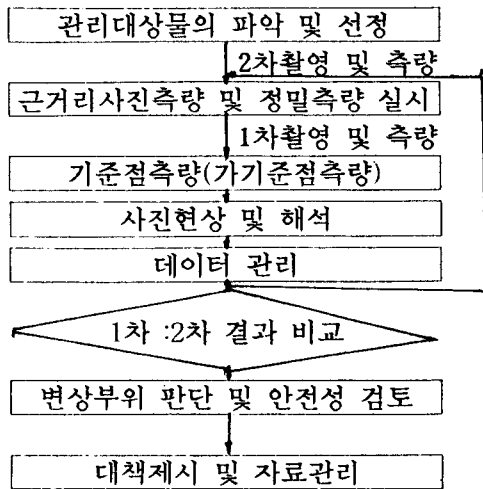 관리대상물의 파악 및 선정
2차촬영 및 측량
근거리사진측량 및 정밀측량 실시
1차촬영 및 측량
기준점측량(가기준점측량)
사진현상 및 해석
데이터 관리
1차 :2차 결과 비교
변상부위 판단 및 안전성 검토
대책제시 및 자료관리